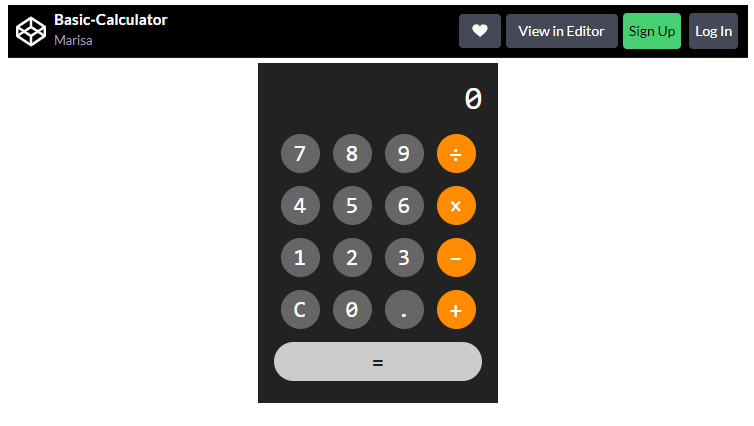 Basic-Calculator
Marisa
View in Editor
Sign Up
Log In
0
7 8 9 ÷
4 5 6 ×
1 2 3 −
C 0 . +
=